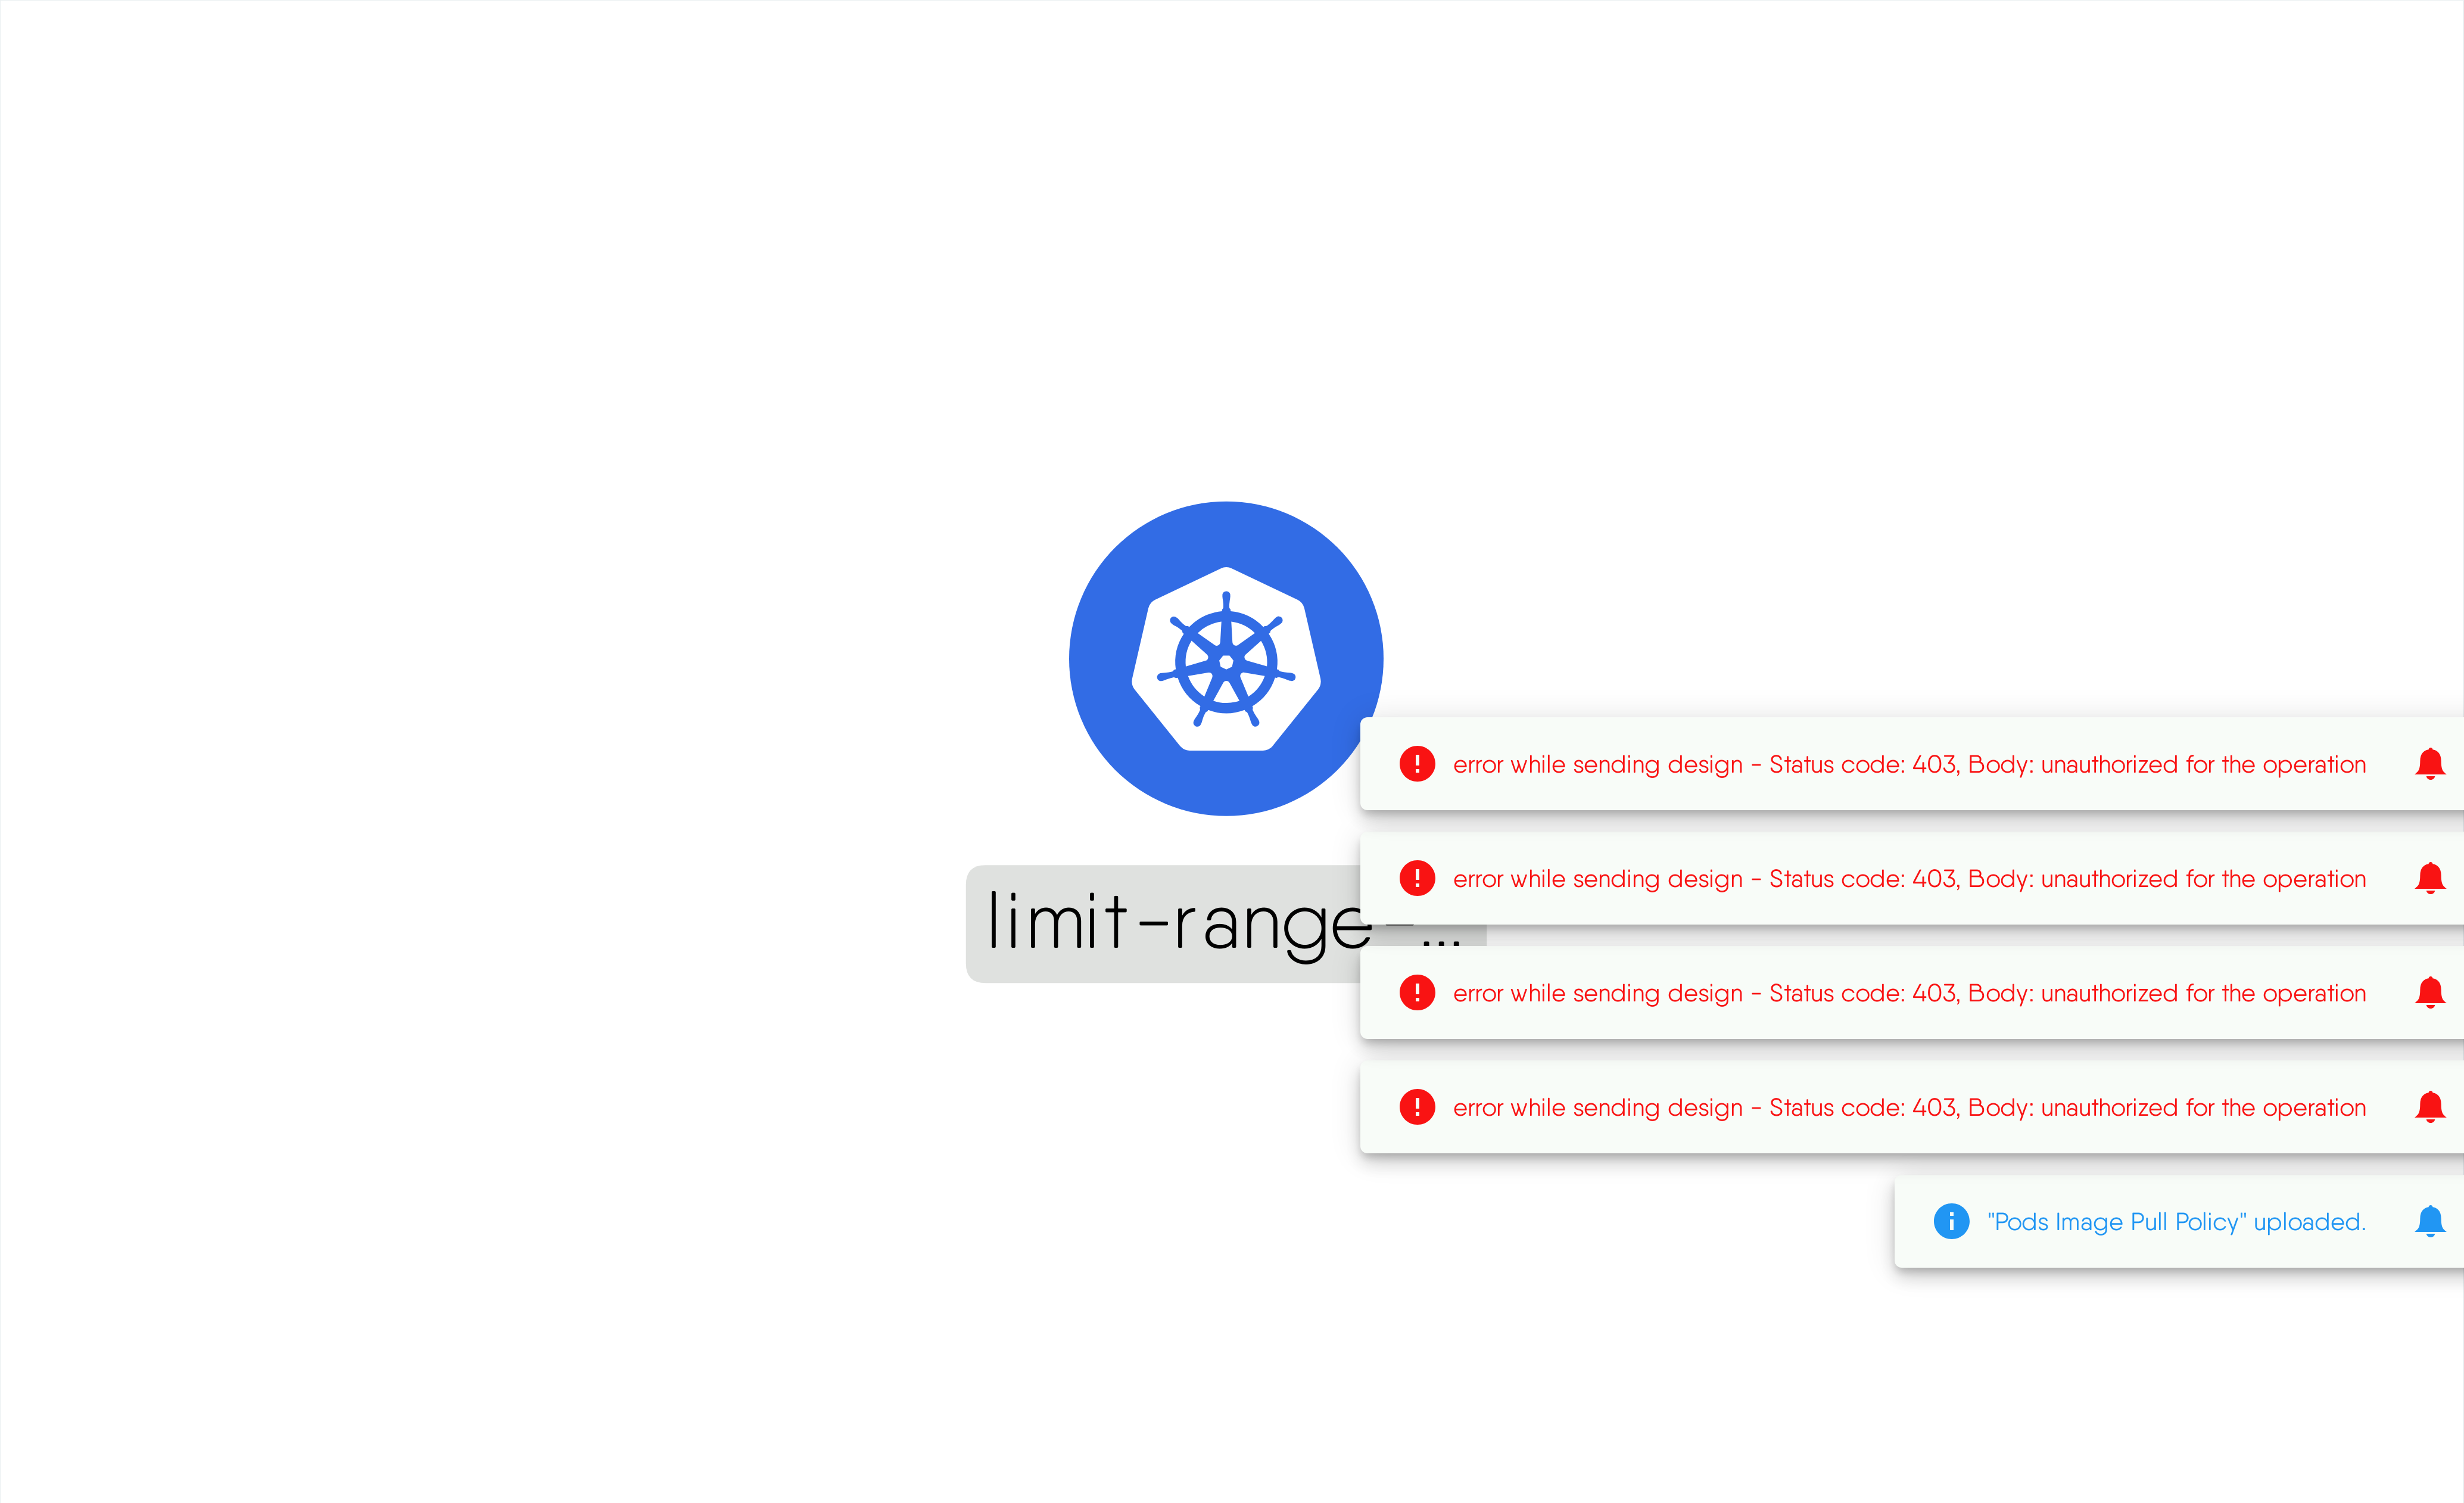 error while sending design - Status code: 403, Body: unauthorized for the operation
error while sending design - Status code: 403, Body: unauthorized for the operation
limit-range-...
error while sending design - Status code: 403, Body: unauthorized for the operation
error while sending design - Status code: 403, Body: unauthorized for the operation
"Pods Image Pull Policy" uploaded.